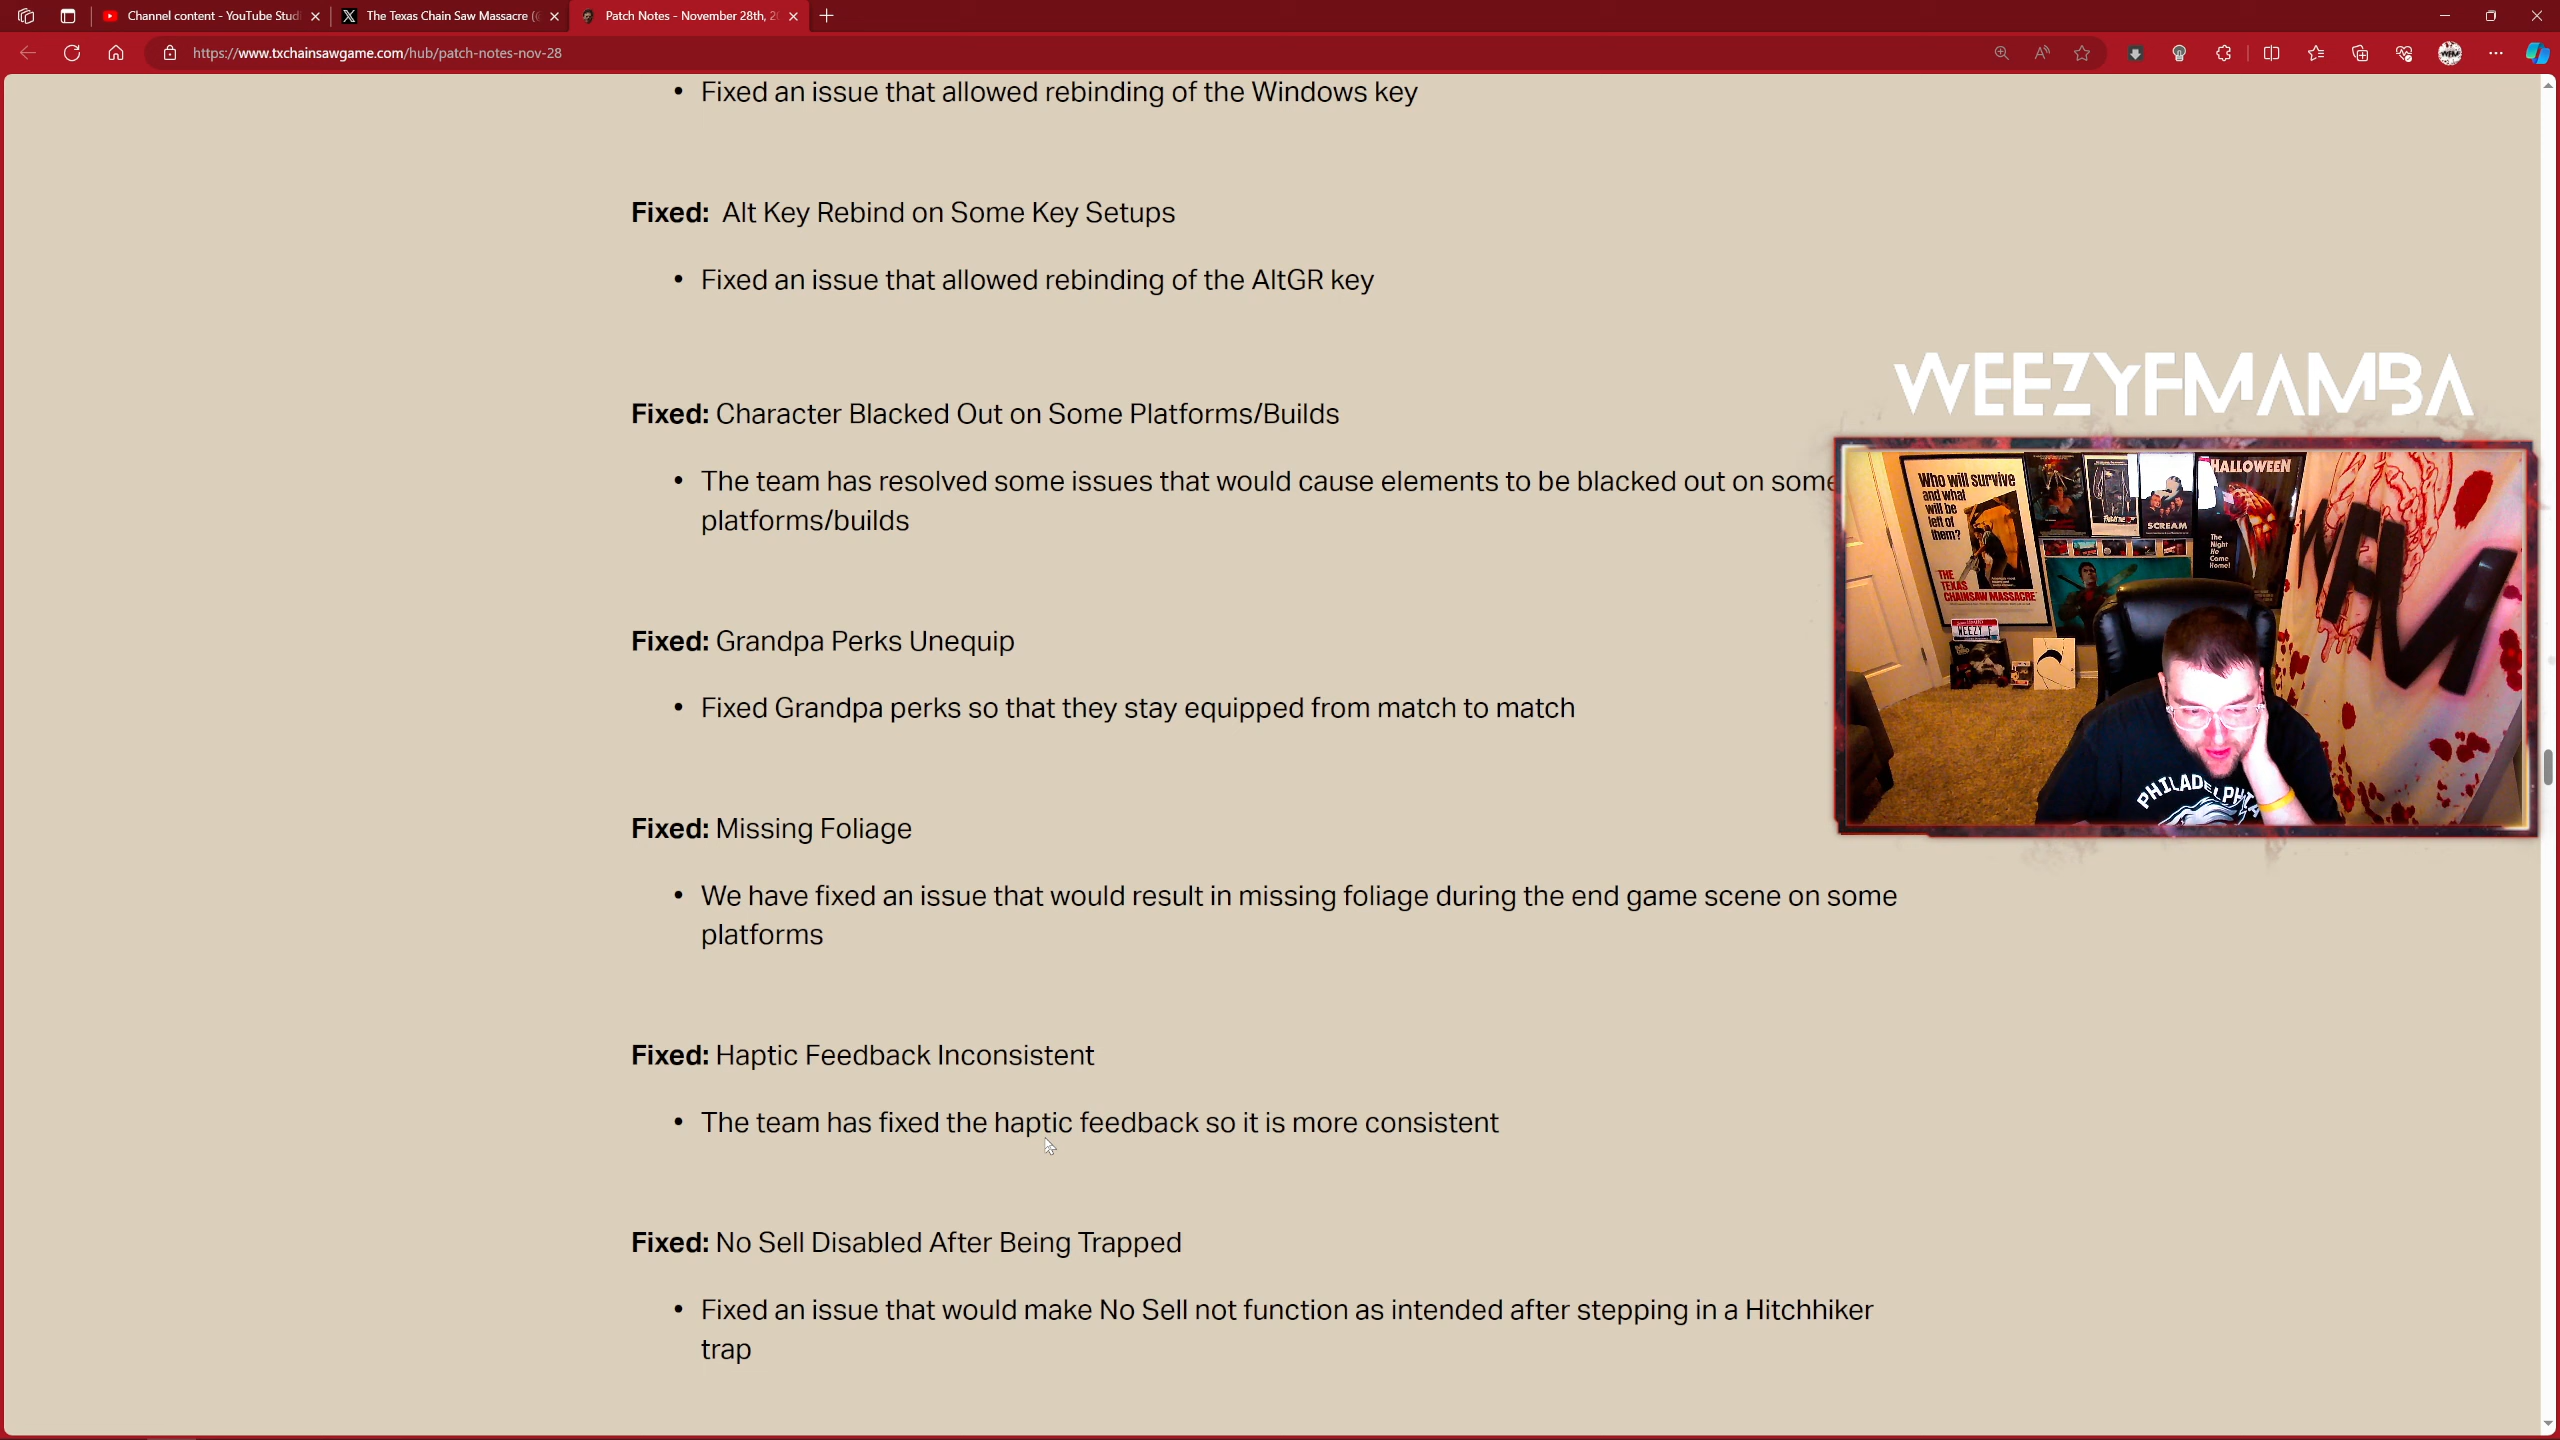 Channel content - YouTube Studi
The Texas Chain Saw Massacre (@
Patch Notes - November 28th, 2
https://www.txchainsawgame.com/hub/patch-notes-nov-28
• Fixed an issue that allowed rebinding of the Windows key
Fixed: Alt Key Rebind on Some Key Setups
• Fixed an issue that allowed rebinding of the AltGR key
Fixed: Character Blacked Out on Some Platforms/Builds
• The team has resolved some issues that would cause elements to be blacked out on some
platforms/builds
Fixed: Grandpa Perks Unequip
• Fixed Grandpa perks so that they stay equipped from match to match
Fixed: Missing Foliage
• We have fixed an issue that would result in missing foliage during the end game scene on some
platforms
Fixed: Haptic Feedback Inconsistent
• The team has fixed the haptic feedback so it is more consistent
Fixed: No Sell Disabled After Being Trapped
• Fixed an issue that would make No Sell not function as intended after stepping in a Hitchhiker
trap
WEEZYFMAMBA
Who will survive
and what
will be
left of
them?
THE
TEXAS
CHAINSAW MASSACRE
SCREAM
HALLOWEEN
The
Night
He
Came
Home!
WEEZY F
PHILADELPHIA